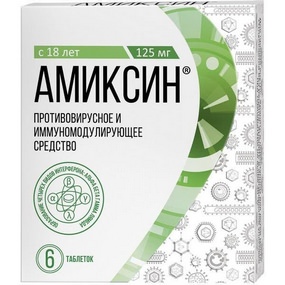 с 18 лет 125 мг
АМИКСИН®
ПРОТИВОВИРУСНОЕ И
ИММУНОМОДУЛИРУЮЩЕЕ
СРЕДСТВО
α β γ λ
6 ТАБЛЕТОК